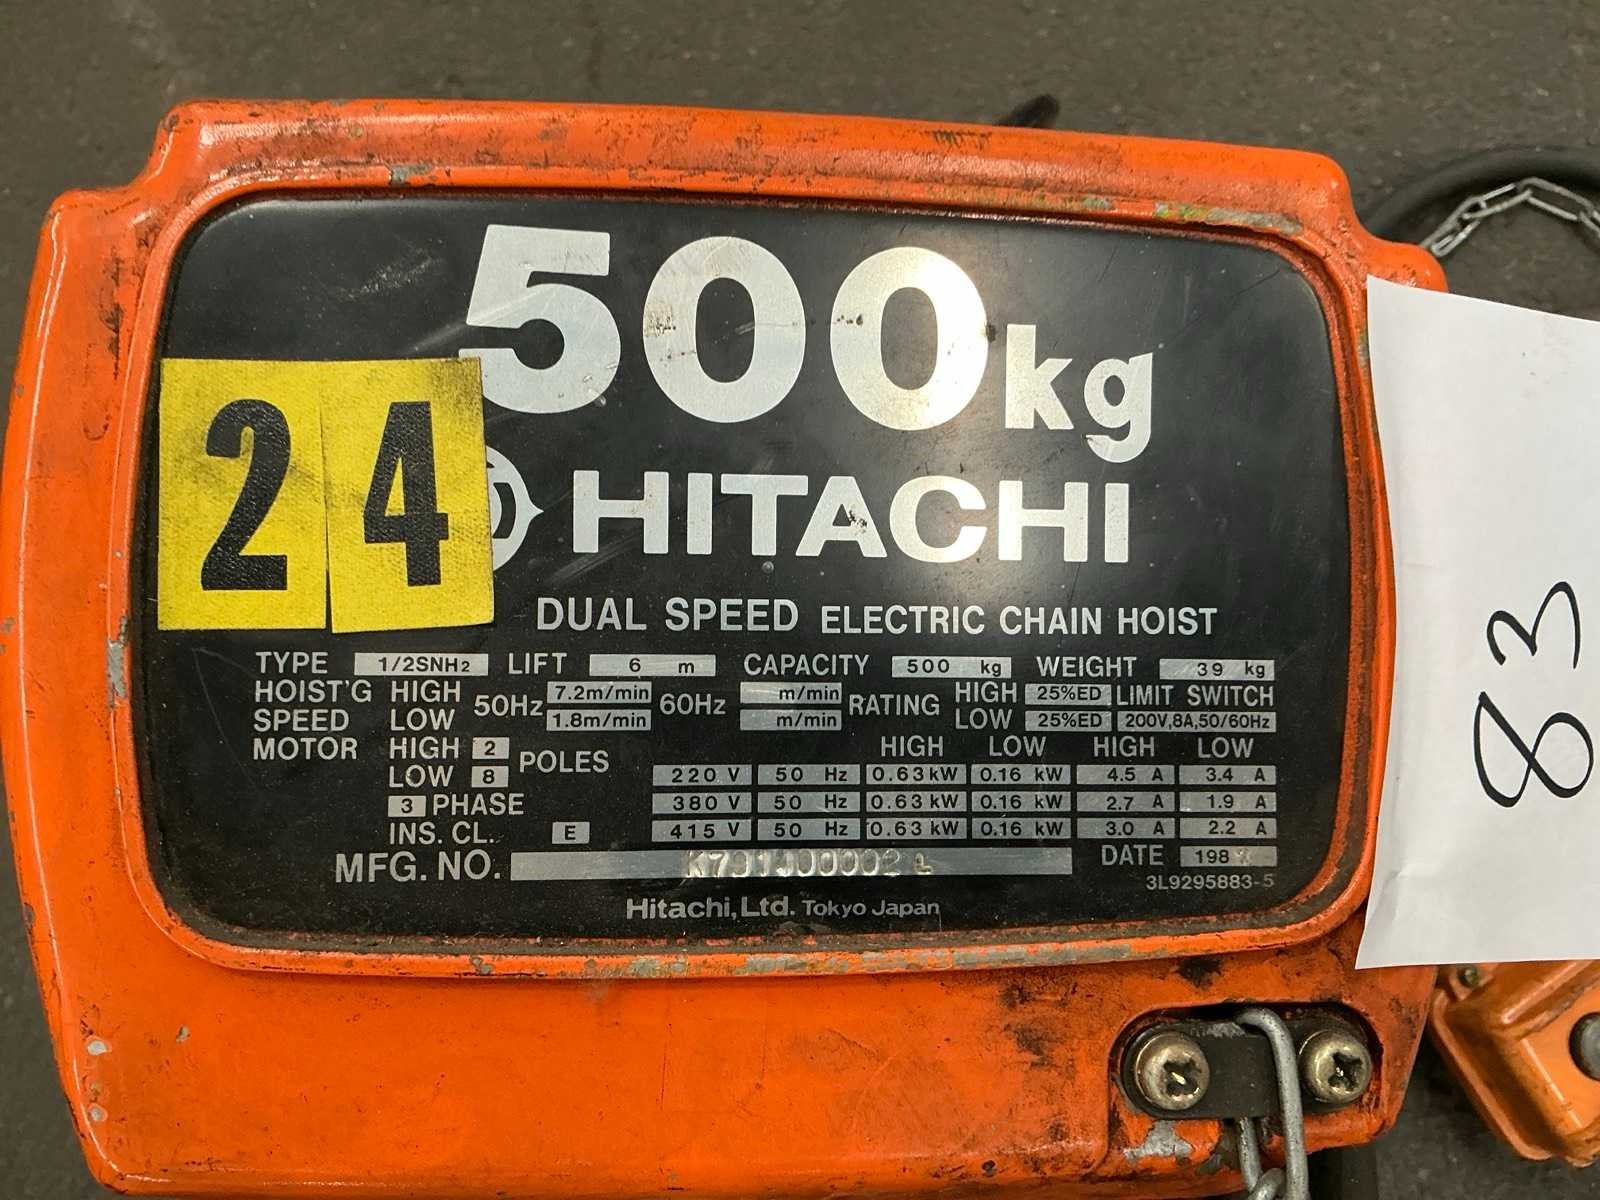 500kg
24
HITACHI
DUAL SPEED ELECTRIC CHAIN HOIST
TYPE 1/2SNH2 LIFT 6 m CAPACITY 500 kg WEIGHT 39 kg
HOIST'G SPEED HIGH 50Hz 7.2m/min 60Hz m/min RATING HIGH 25%ED LIMIT SWITCH
LOW 1.8m/min m/min LOW 25%ED 200V,8A,50/60Hz
MOTOR HIGH 2 POLES HIGH LOW HIGH LOW
LOW 8 220 V 50 Hz 0.63kW 0.16 kW 4.5 A 3.4 A
3 PHASE 380 V 50 Hz 0.63kW 0.16 kW 2.7 A 1.9 A
INS. CL. E 415 V 50 Hz 0.63 kW 0.16 kW 3.0 A 2.2 A
MFG. NO. DATE 198
3L9295883-5
Hitachi, Ltd. Tokyo Japan
83